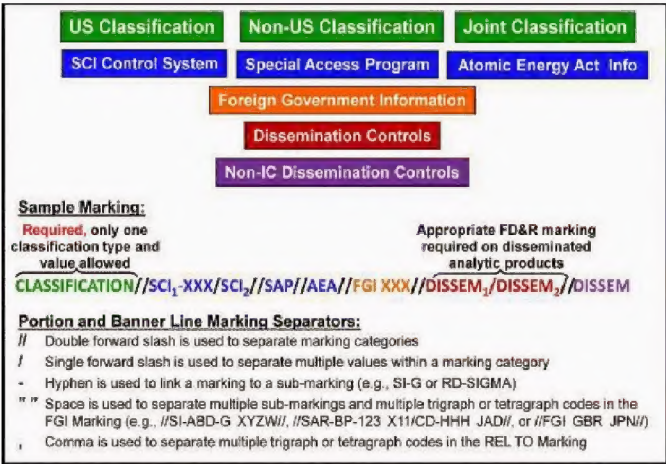 US Classification Non-US Classification Joint Classification
SCI Control System Special Access Program Atomic Energy Act Info
Foreign Government Information
Dissemination Controls
Non-IC Dissemination Controls
Sample Marking:
Required, only one classification type and value allowed
Appropriate FD&R marking required on disseminated analytic products
CLASSIFICATION//SCI₁-XXX/SCI₂//SAP//AEA//FGI XXX//DISSEM₁/DISSEM₂//DISSEM
Portion and Banner Line Marking Separators:
// Double forward slash is used to separate marking categories
/ Single forward slash is used to separate multiple values within a marking category
- Hyphen is used to link a marking to a sub-marking (e.g., SI-G or RD-SIGMA)
" " Space is used to separate multiple sub-markings and multiple trigraph or tetragraph codes in the
FGI Marking (e.g., //SI-ABD-G XYZW//, //SAR-BP-123 X11/CD-HHH JAD//, or //FGI GBR JPN//)
, Comma is used to separate multiple trigraph or tetragraph codes in the REL TO Marking